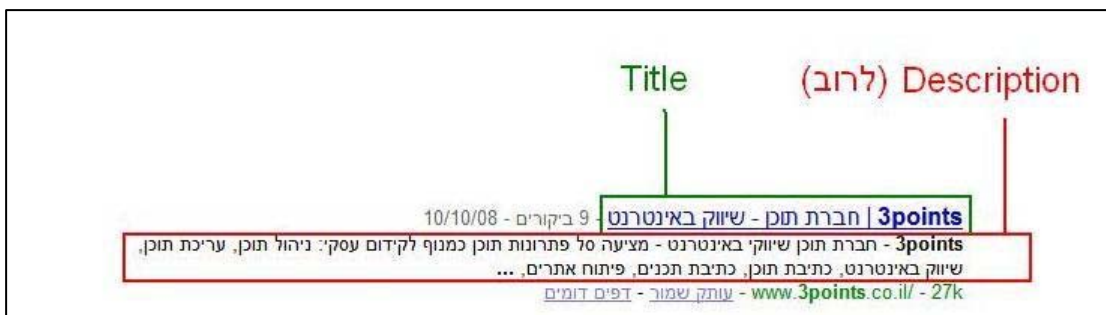 Title
Description (לרוב)
3points | חברת תוכן - שיווק באינטרנט - 9 ביקורים - 10/10/08
3points - חברת תוכן שיווקי באינטרנט - מציעה סל פתרונות תוכן כמנוף לקידום עסקי: ניהול תוכן, עריכת תוכן,
שיווק באינטרנט, כתיבת תוכן, כתיבת תכנים, פיתוח אתרים, ...
www.3points.co.il/ - 27k - עותק שמור - דפים דומים